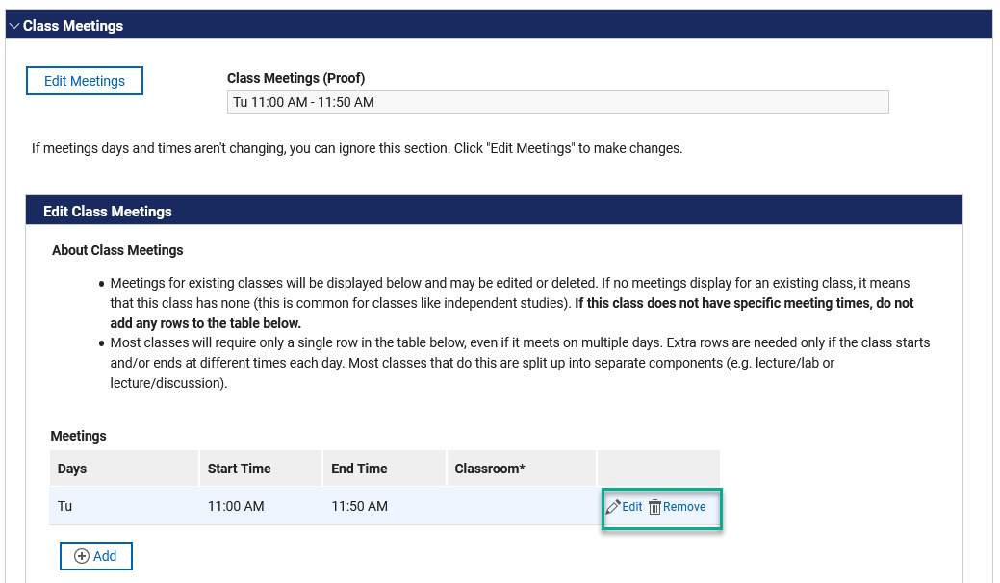 Class Meetings
Edit Meetings
Class Meetings (Proof)
Tu 11:00 AM - 11:50 AM
If meetings days and times aren't changing, you can ignore this section. Click "Edit Meetings" to make changes.
Edit Class Meetings
About Class Meetings
• Meetings for existing classes will be displayed below and may be edited or deleted. If no meetings display for an existing class, it means
that this class has none (this is common for classes like independent studies). If this class does not have specific meeting times, do not
add any rows to the table below.
• Most classes will require only a single row in the table below, even if it meets on multiple days. Extra rows are needed only if the class starts
and/or ends at different times each day. Most classes that do this are split up into separate components (e.g. lecture/lab or
lecture/discussion).
Meetings
Days Start Time End Time Classroom*
Tu 11:00 AM 11:50 AM Edit Remove
Add